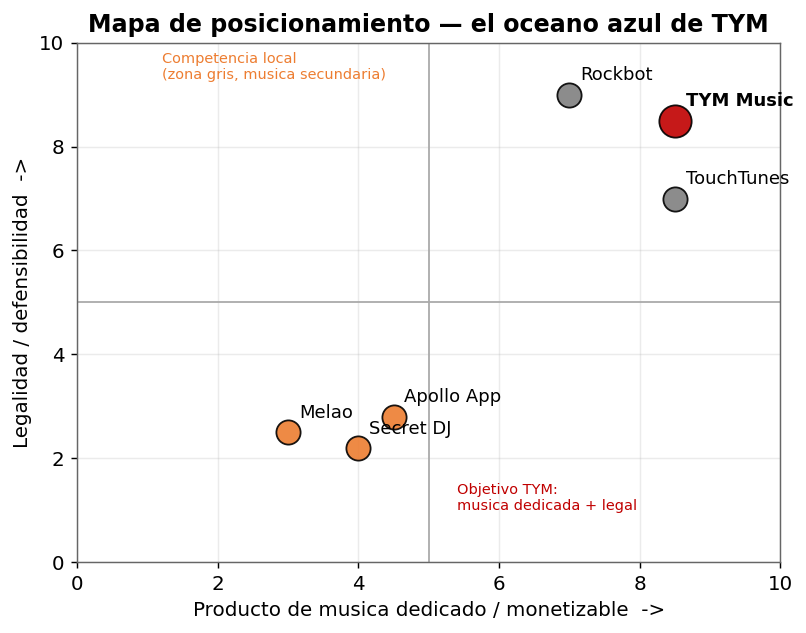 Mapa de posicionamiento — el oceano azul de TYM
Competencia local
(zona gris, musica secundaria)
Rockbot
TYM Music
TouchTunes
Apollo App
Melao
Secret DJ
Objetivo TYM:
musica dedicada + legal
Legalidad / defensibilidad ->
10
8
6
4
2
0
0 2 4 6 8 10
Producto de musica dedicado / monetizable ->